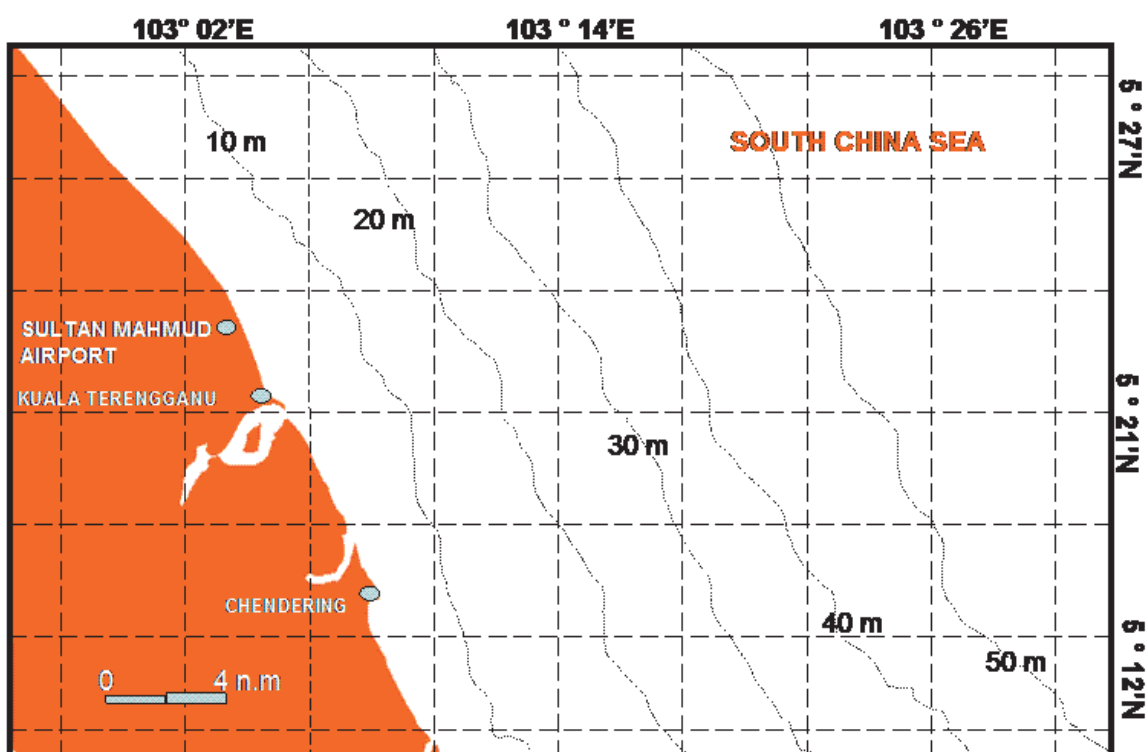 103° 02'E
103 ° 14'E
103 ° 26'E
10 m
SOUTH CHINA SEA
5 ° 27'N
20 m
SULTAN MAHMUD
AIRPORT
KUALA TERENGGANU
5 ° 21'N
30 m
CHENDERING
40 m
50 m
5 ° 12'N
0 4 n.m